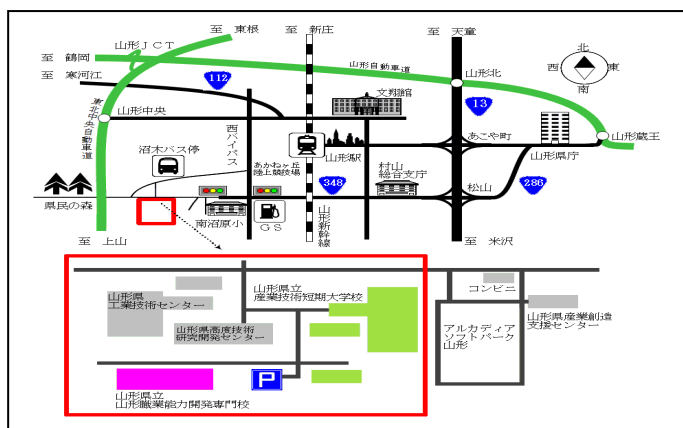 至 東根
至 新庄
至 天童
至 鶴岡
山形JCT
山形自動車道
山形北
北
西
東
南
至 寒河江
112
文翔館
13
東北中央自動車道
山形中央
西バイパス
沼木バス停
あかねヶ丘
陸上競技場
山形駅
あこや町
山形県庁
山形蔵王
村山
総合支庁
348
松山
286
県民の森
南沼原小
GS
山形新幹線
至 上山
至 米沢
山形県
工業技術センター
山形県立
産業技術短期大学校
山形県高度技術
研究開発センター
P
山形県立
山形職業能力開発専門校
コンビニ
アルカディア
ソフトパーク
山形
山形県産業創造
支援センター